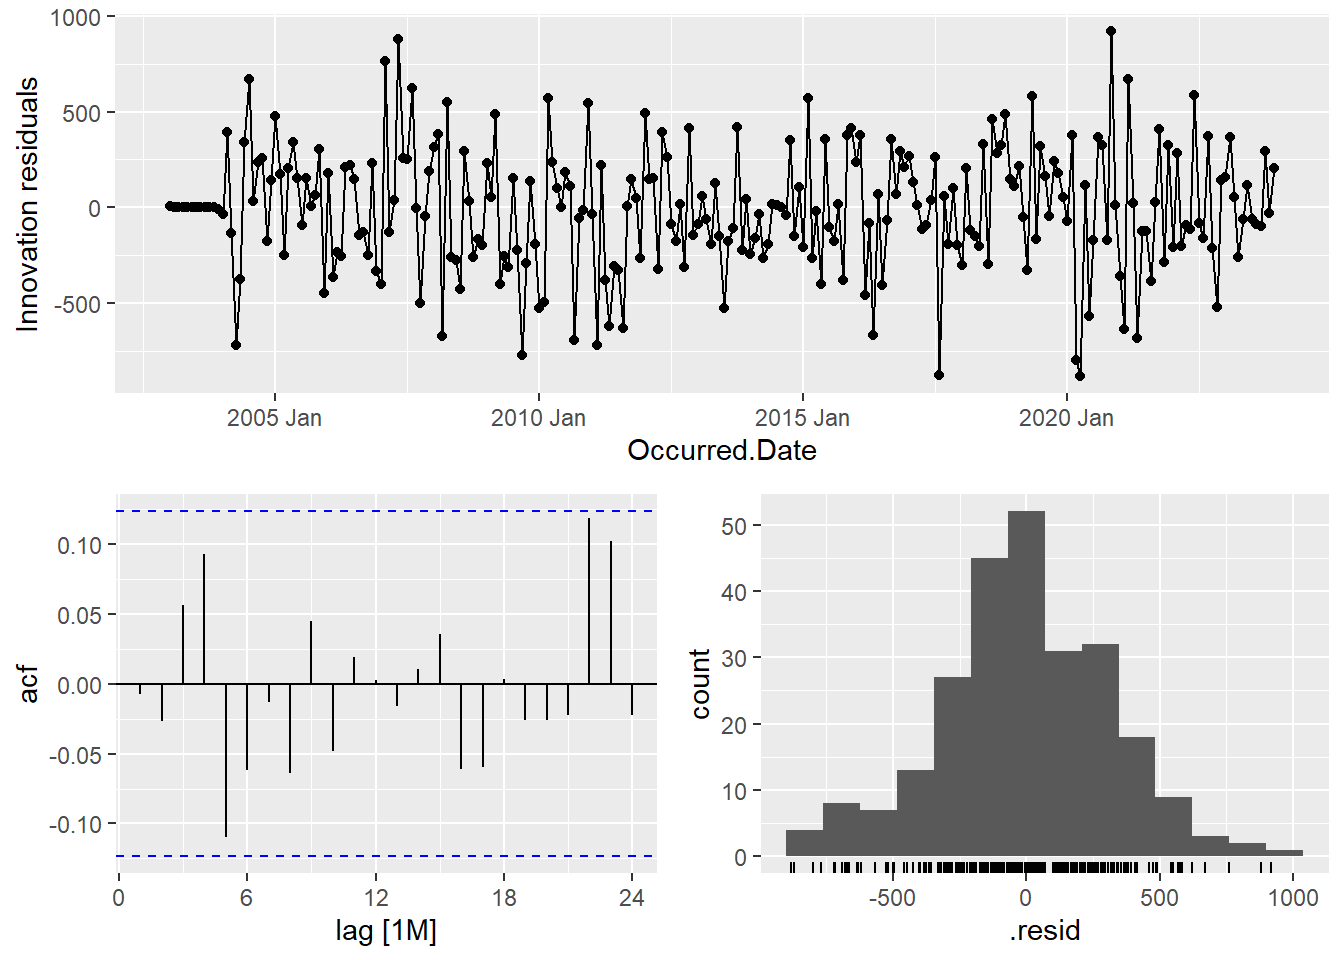 1000
500
0
-500
Innovation residuals
2005 Jan 2010 Jan 2015 Jan 2020 Jan
Occurred.Date
0.10
0.05
0.00
-0.05
-0.10
acf
0 6 12 18 24
lag [1M]
50
40
30
20
10
0
count
-500 0 500 1000
.resid